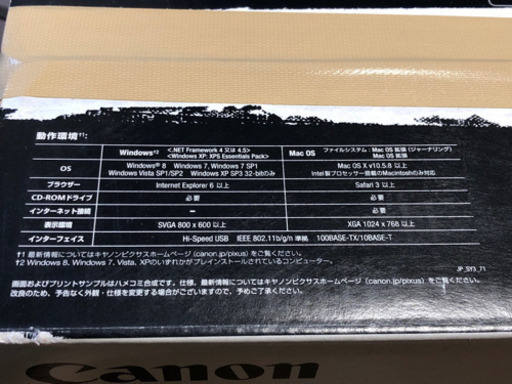 動作環境†1:
Windows†2 <.NET Framework 4 又は 4.5> <Windows XP: XPS Essentials Pack>
Mac OS ファイルシステム: Mac OS 拡張 (ジャーナリング) Mac OS 拡張
OS
Windows® 8 Windows 7, Windows 7 SP1
Windows Vista SP1/SP2 Windows XP SP3 32-bitのみ
Mac OS X v10.5.8 以上
Intel製プロセッサー搭載のMacintoshのみ対応
ブラウザー Internet Explorer 6 以上 Safari 3 以上
CD-ROMドライブ 必要 必要
インターネット接続 ー 必要
表示環境 SVGA 800 x 600 以上 XGA 1024 x 768 以上
インターフェイス Hi-Speed USB IEEE 802.11b/g/n 準拠 100BASE-TX/10BASE-T
†1 最新情報についてはキヤノンピクサスホームページ (canon.jp/pixus) をご覧ください。
†2 Windows 8、Windows 7、Vista、XPのいずれかがプレインストールされているコンピューター。
JP_SY3_71
画面およびプリントサンプルはハメコミ合成です。仕様、最新情報についてはキヤノンピクサスホームページ (canon.jp/pixus) をご覧ください。
改良のため、予告なく外観・仕様を変更する場合がありますので、予めご了承ください。
Canon